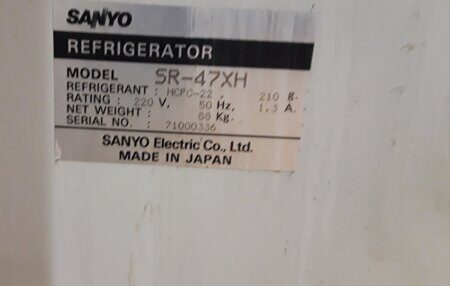 SANYO
REFRIGERATOR
MODEL SR-47XH
REFRIGERANT : HCFC-22 . 210 g.
RATING : 220 V, 50 Hz, 1.3 A.
NET WEIGHT : 68 Kg.
SERIAL NO. : 71000336
SANYO Electric Co., Ltd.
MADE IN JAPAN